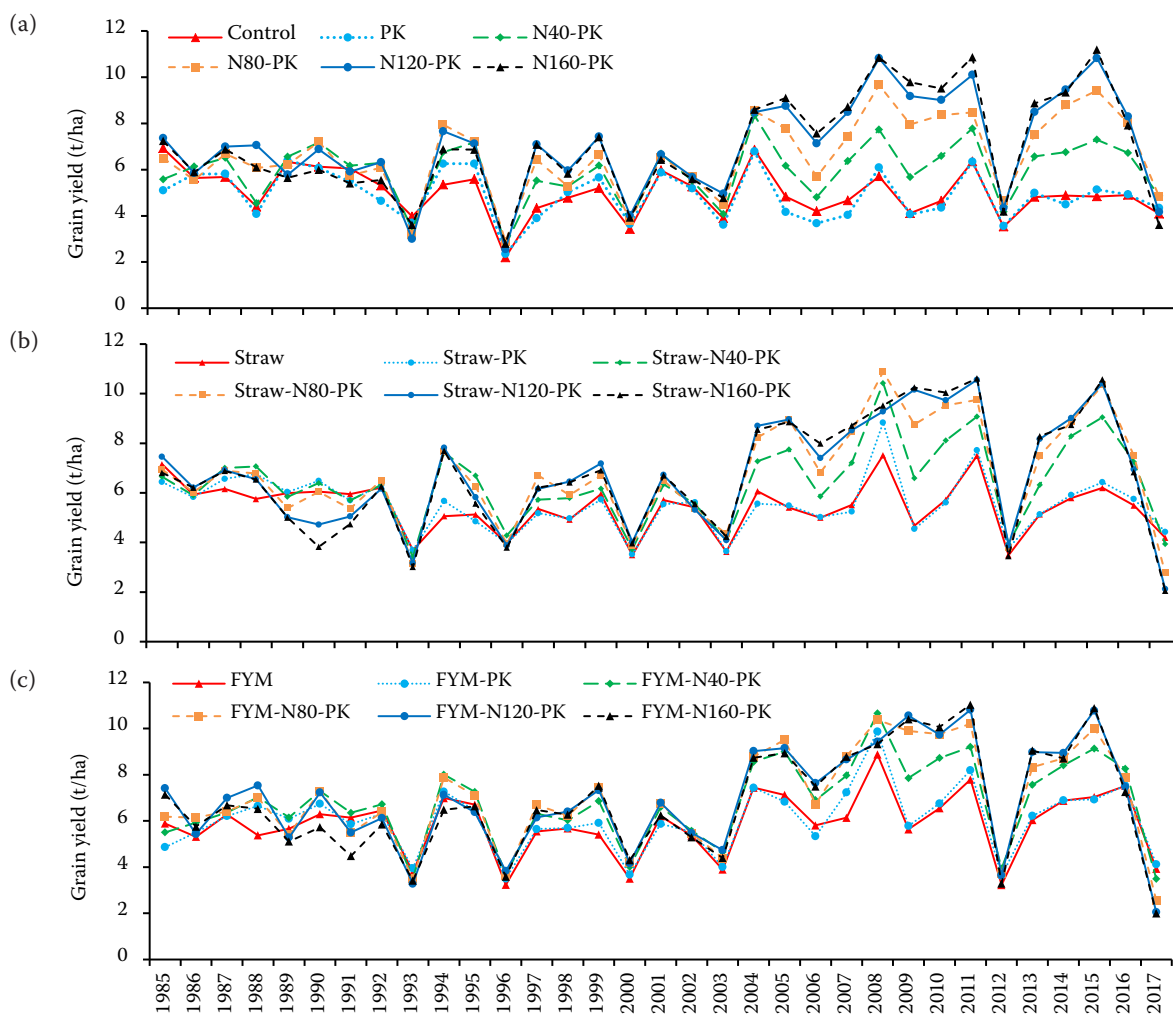 (a)
Grain yield (t/ha)
12
10
8
6
4
2
0
Control PK N40-PK
N80-PK N120-PK N160-PK
(b)
Grain yield (t/ha)
12
10
8
6
4
2
0
Straw Straw-PK Straw-N40-PK
Straw-N80-PK Straw-N120-PK Straw-N160-PK
(c)
Grain yield (t/ha)
12
10
8
6
4
2
0
FYM FYM-PK FYM-N40-PK
FYM-N80-PK FYM-N120-PK FYM-N160-PK
1985 1986 1987 1988 1989 1990 1991 1992 1993 1994 1995 1996 1997 1998 1999 2000 2001 2002 2003 2004 2005 2006 2007 2008 2009 2010 2011 2012 2013 2014 2015 2016 2017